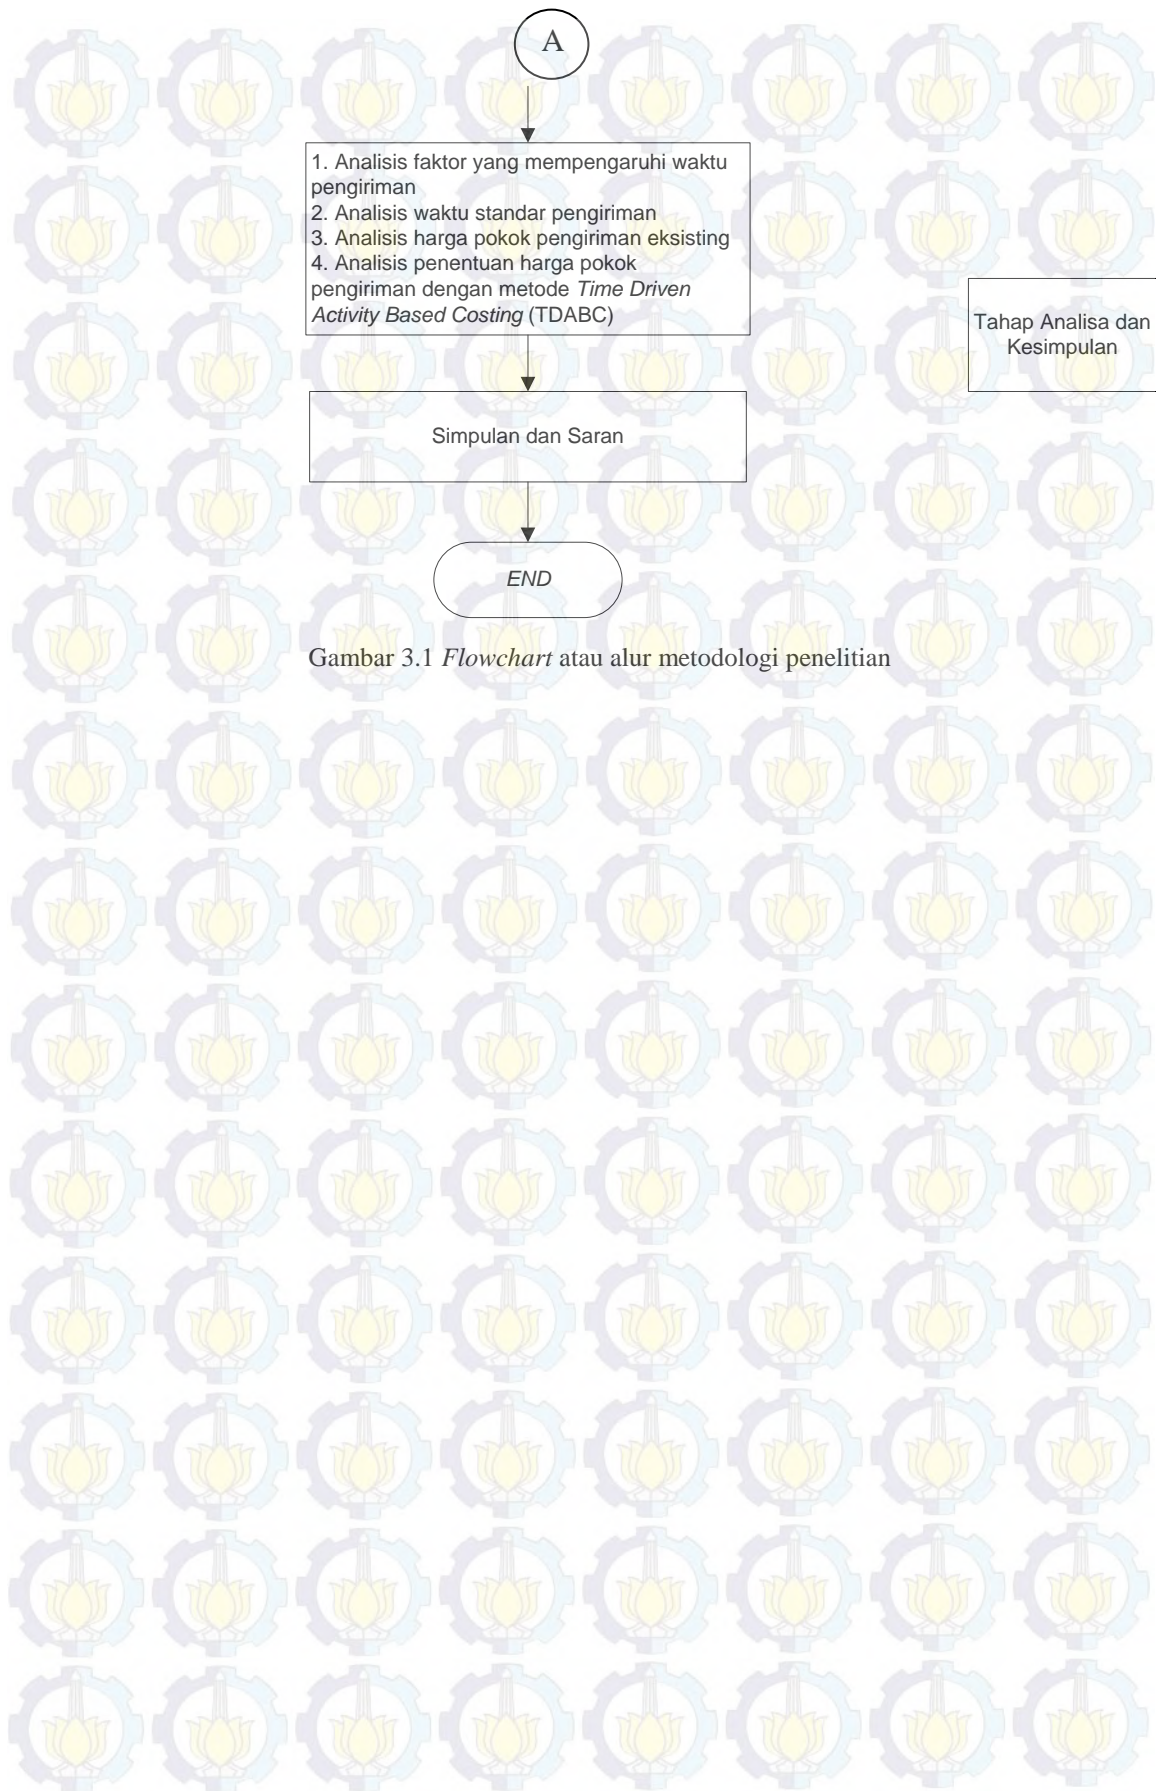 A
1. Analisis faktor yang mempengaruhi waktu
pengiriman
2. Analisis waktu standar pengiriman
3. Analisis harga pokok pengiriman eksisting
4. Analisis penentuan harga pokok
pengiriman dengan metode Time Driven
Activity Based Costing (TDABC)
Tahap Analisa dan
Kesimpulan
Simpulan dan Saran
END
Gambar 3.1 Flowchart atau alur metodologi penelitian